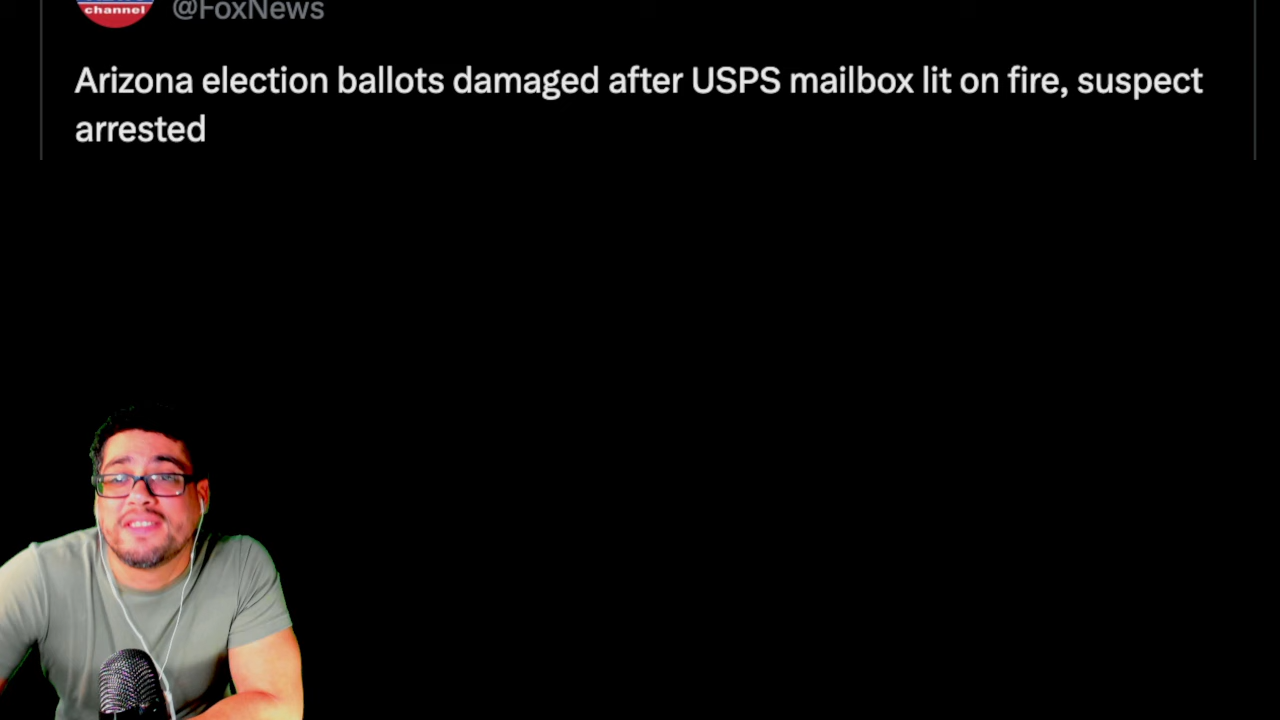 channel
@FoxNews
Arizona election ballots damaged after USPS mailbox lit on fire, suspect
arrested